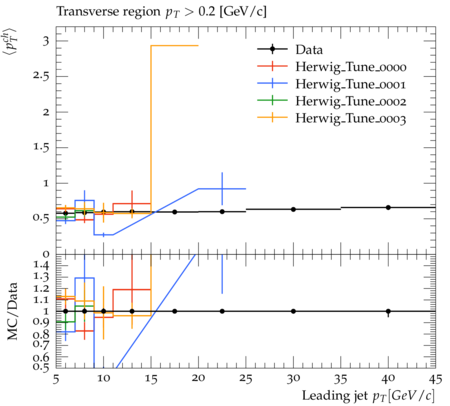 Transverse region p_T > 0.2 [GeV/c]
⟨p_T^ch⟩
3
2.5
2
1.5
1
0.5
0
Data
Herwig_Tune_0000
Herwig_Tune_0001
Herwig_Tune_0002
Herwig_Tune_0003
MC/Data
1.4
1.3
1.2
1.1
1
0.9
0.8
0.7
0.6
0.5
5 10 15 20 25 30 35 40 45
Leading jet p_T[GeV/c]